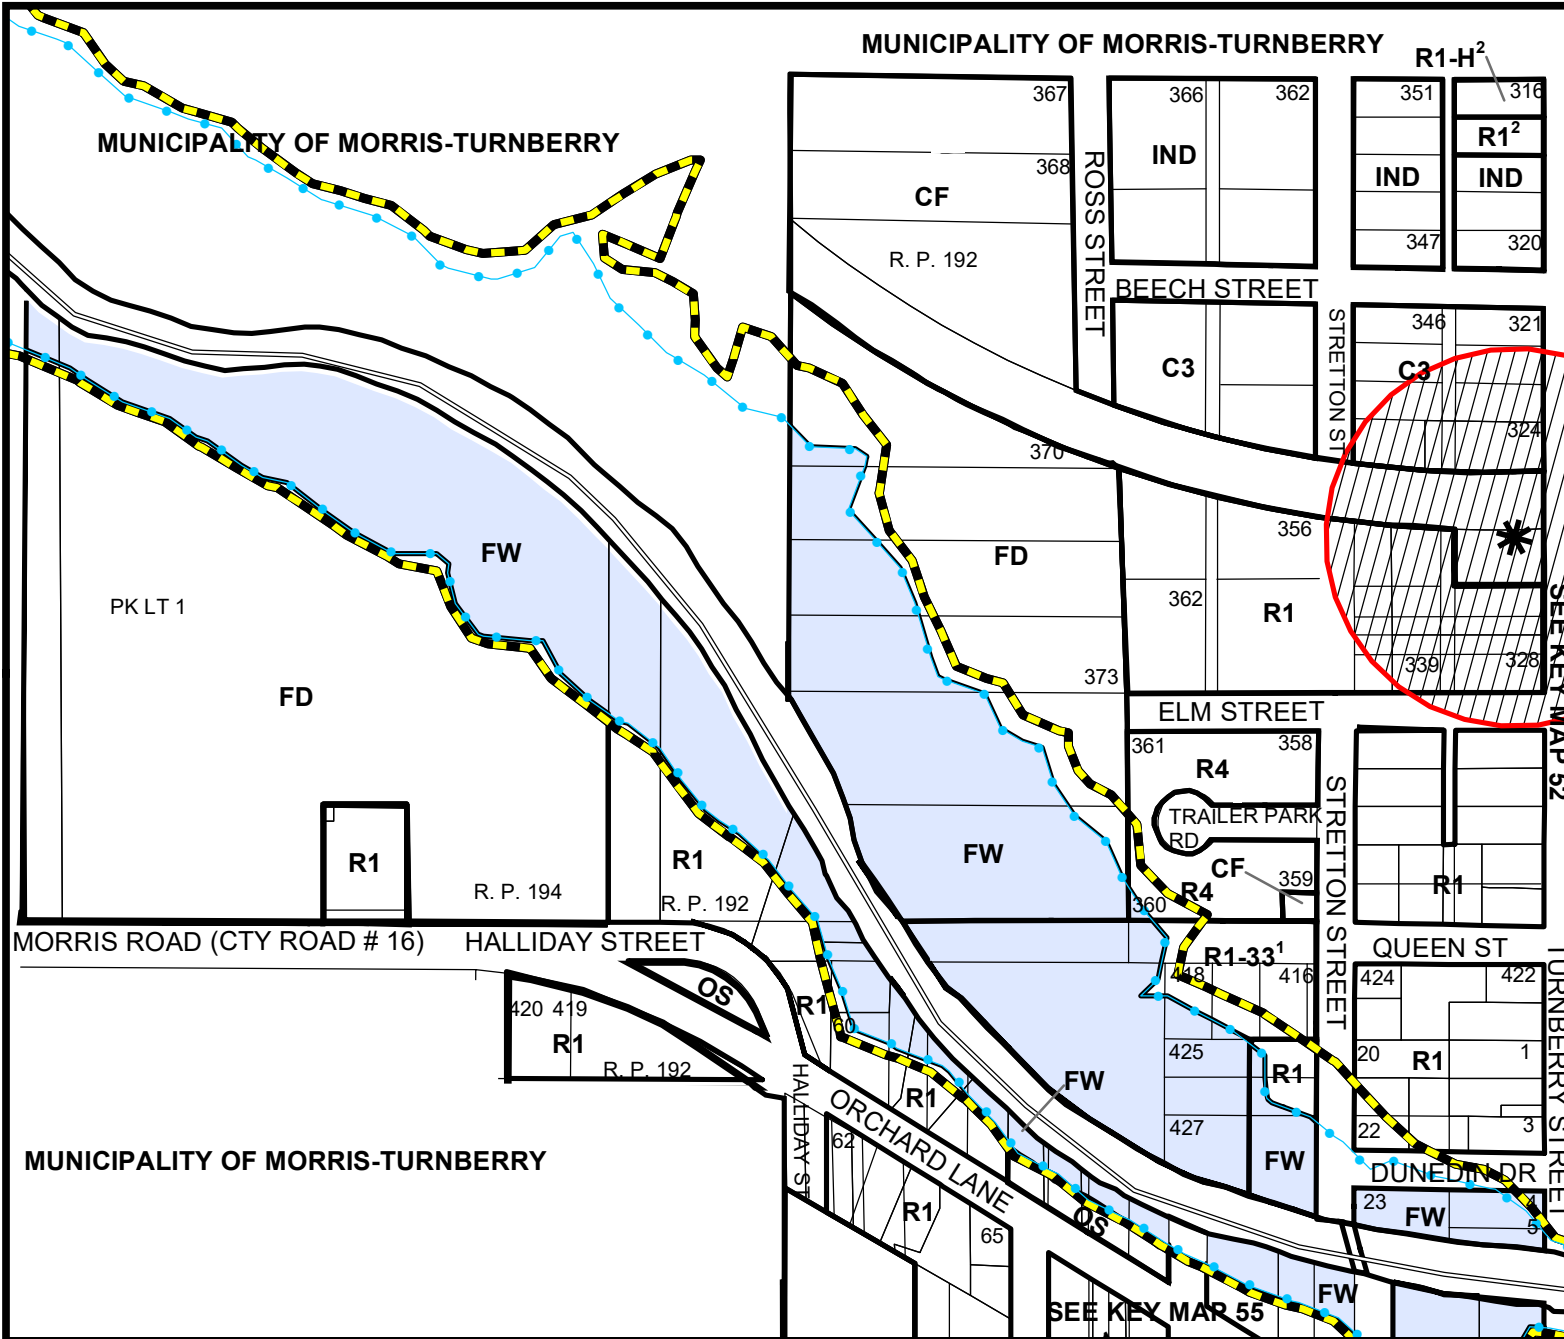 MUNICIPALITY OF MORRIS-TURNBERRY
R1-H²
367
366
362
351
316
MUNICIPALITY OF MORRIS-TURNBERRY
R1²
368
ROSS STREET
IND
IND
IND
CF
347
320
R. P. 192
BEECH STREET
STRETTON ST
346
321
C3
C3
324
370
356
FW
FD
362
PK LT 1
R1
SEE KEY MAP 52
339
328
373
FD
ELM STREET
361
358
R4
STRETTON STREET
TRAILER PARK
RD
R1
R1
FW
CF
359
R1
R. P. 194
R. P. 192
R4
360
MORRIS ROAD (CTY ROAD # 16)
HALLIDAY STREET
QUEEN ST
TURNBERRY STREET
R1-33¹
418
416
424
422
OS
R1
420
419
60
R1
425
20
R1
1
R. P. 192
FW
R1
HALLIDAY ST
ORCHARD LANE
R1
427
22
3
62
MUNICIPALITY OF MORRIS-TURNBERRY
FW
DUNEDIN DR
R1
OS
23
FW
4
5
65
FW
SEE KEY MAP 55